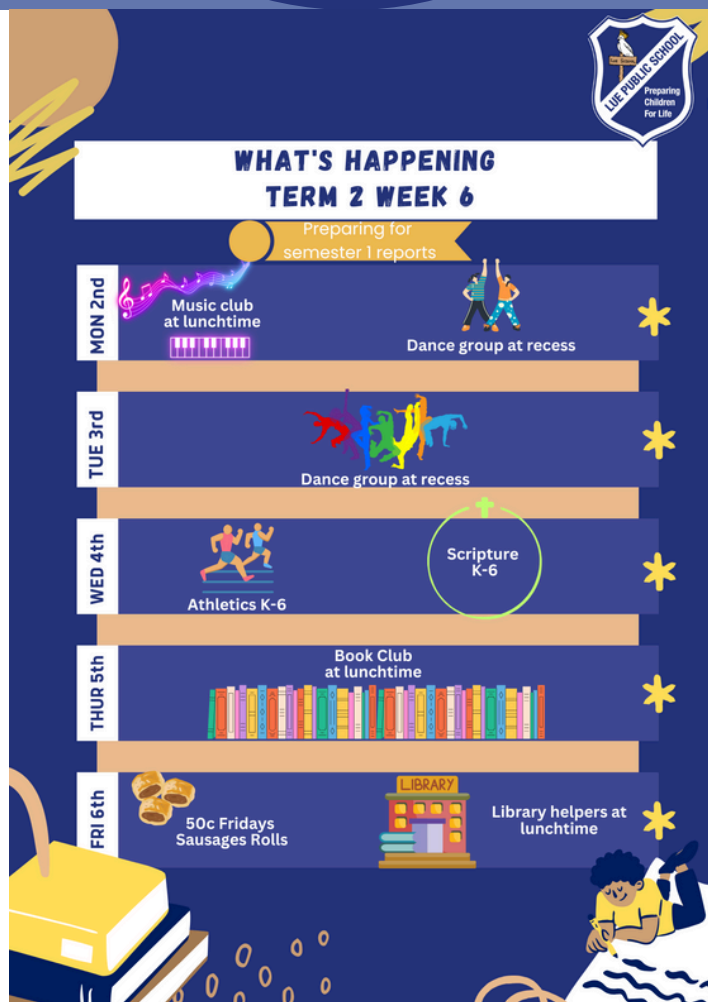 Lue School
LUE PUBLIC SCHOOL
Preparing
Children
For Life
WHAT'S HAPPENING
TERM 2 WEEK 6
Preparing for
semester 1 reports
MON 2nd
Music club
at lunchtime
Dance group at recess
TUE 3rd
Dance group at recess
WED 4th
Athletics K-6
Scripture
K-6
THUR 5th
Book Club
at lunchtime
FRI 6th
50c Fridays
Sausages Rolls
LIBRARY
Library helpers at
lunchtime